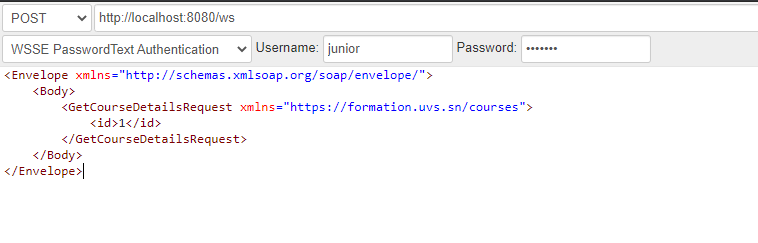 POST http://localhost:8080/ws
WSSE PasswordText Authentication Username: junior Password: •••••••
<Envelope xmlns="http://schemas.xmlsoap.org/soap/envelope/">
    <Body>
        <GetCourseDetailsRequest xmlns="https://formation.uvs.sn/courses">
            <id>1</id>
        </GetCourseDetailsRequest>
    </Body>
</Envelope>